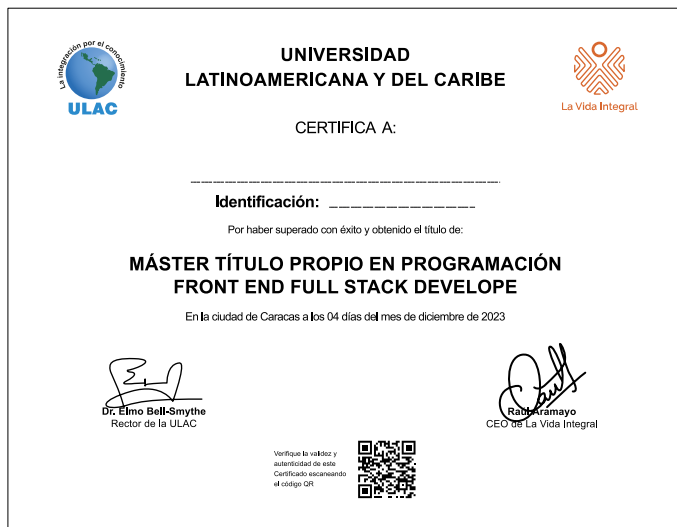 La integración por el conocimiento
ULAC
UNIVERSIDAD
LATINOAMERICANA Y DEL CARIBE
La Vida Integral
CERTIFICA A:
Identificación:
Por haber superado con éxito y obtenido el título de:
MÁSTER TÍTULO PROPIO EN PROGRAMACIÓN
FRONT END FULL STACK DEVELOPE
En la ciudad de Caracas a los 04 días del mes de diciembre de 2023
Dr. Elmo Bell-Smythe
Rector de la ULAC
Raúl Aramayo
CEO de La Vida Integral
Verifique la validez y
autenticidad de este
Certificado escaneando
el código QR